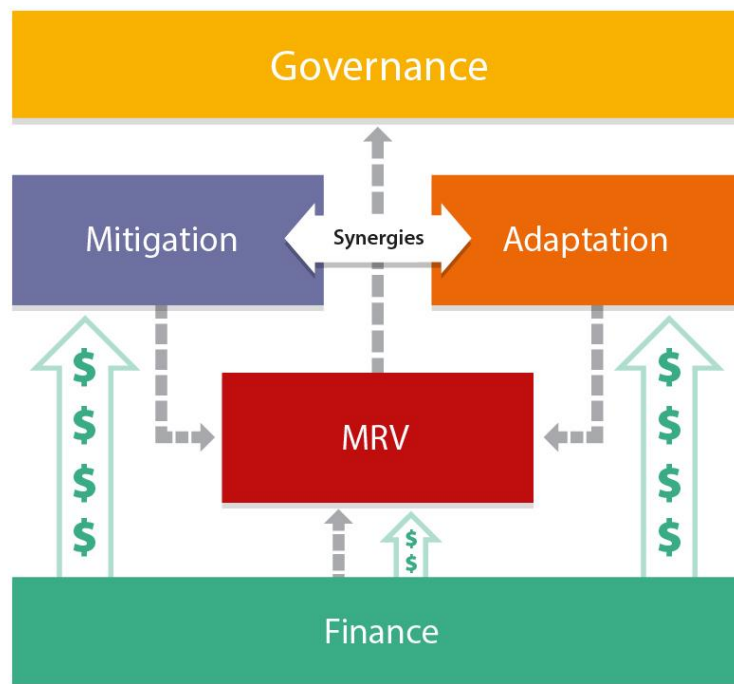 Governance
Mitigation
Synergies
Adaptation
$ $
$ $
$ $
$ $
MRV
$
$
Finance